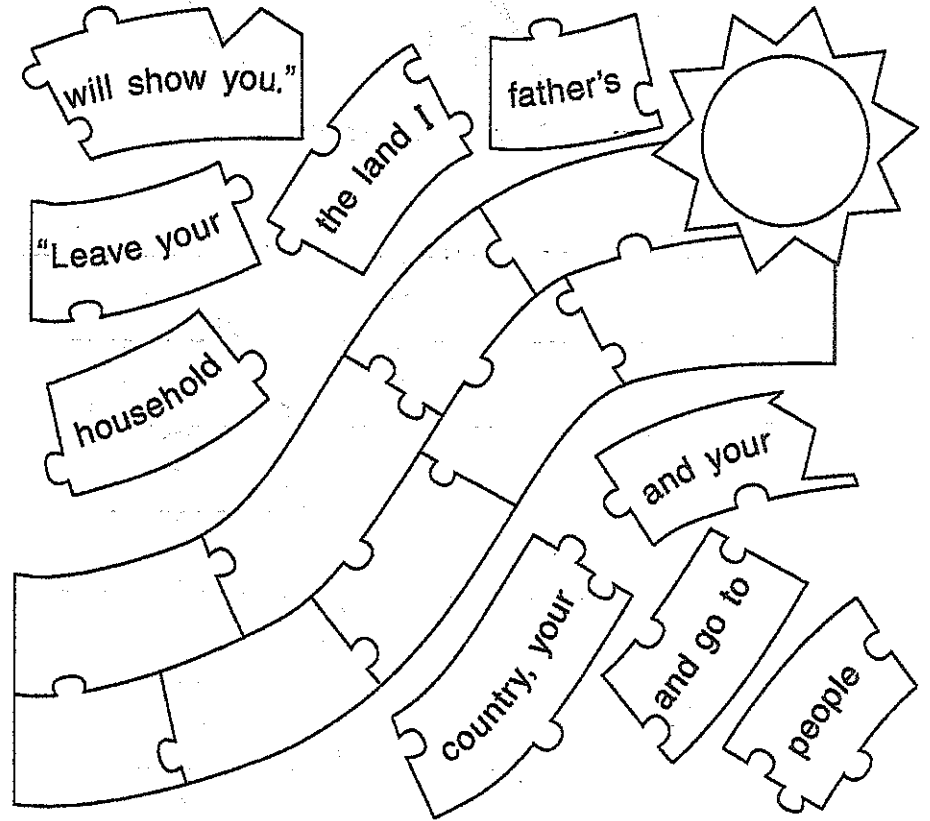 will show you."
the land I
father's
"Leave your
household
and your
country, your
and go to
people